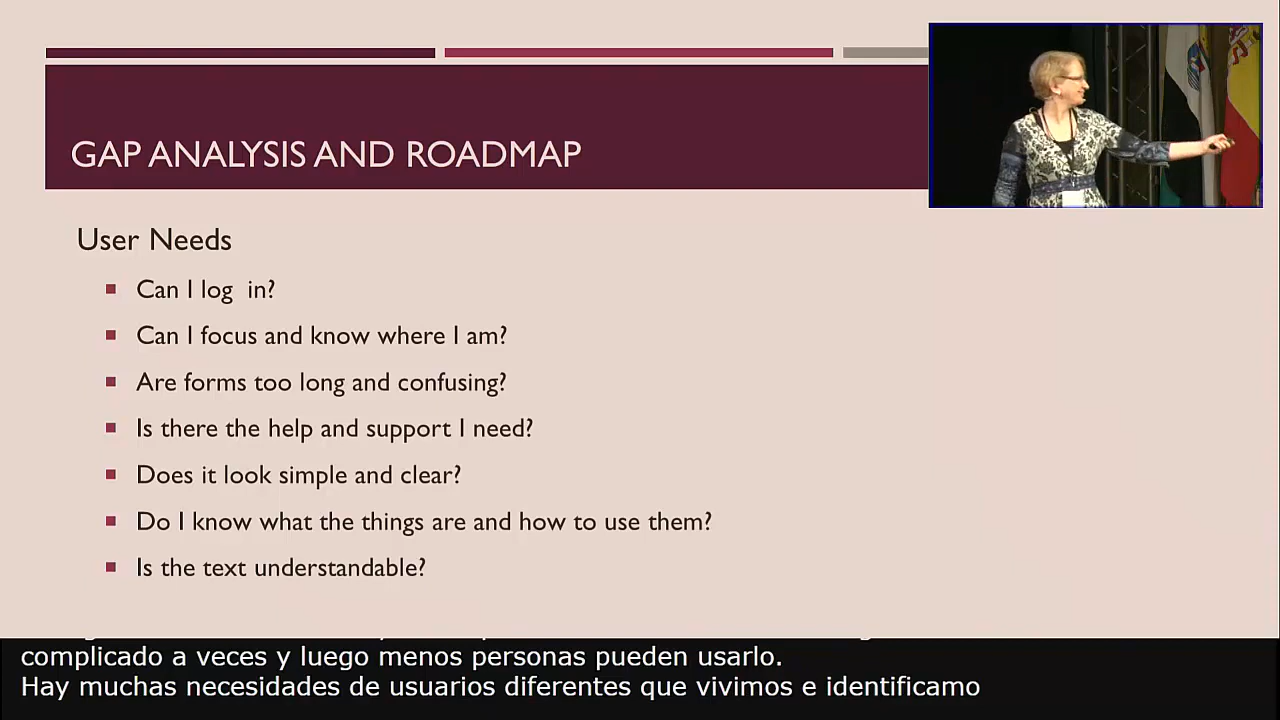 GAP ANALYSIS AND ROADMAP
User Needs
Can I log in?
Can I focus and know where I am?
Are forms too long and confusing?
Is there the help and support I need?
Does it look simple and clear?
Do I know what the things are and how to use them?
Is the text understandable?
complicado a veces y luego menos personas pueden usarlo.
Hay muchas necesidades de usuarios diferentes que vivimos e identificamo